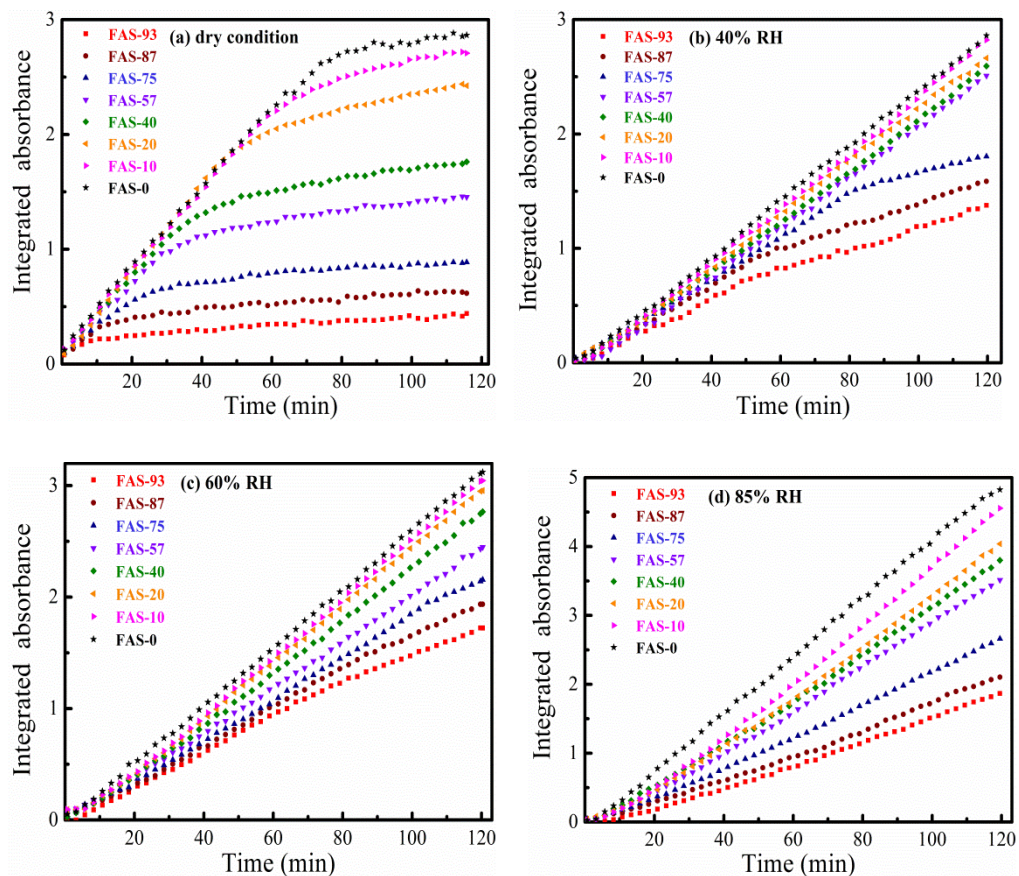 (a) dry condition
FAS-93
FAS-87
FAS-75
FAS-57
FAS-40
FAS-20
FAS-10
FAS-0
3
2
1
0
20 40 60 80 100 120
Integrated absorbance
Time (min)
(b) 40% RH
FAS-93
FAS-87
FAS-75
FAS-57
FAS-40
FAS-20
FAS-10
FAS-0
3
2
1
0
20 40 60 80 100 120
Integrated absorbance
Time (min)
(c) 60% RH
FAS-93
FAS-87
FAS-75
FAS-57
FAS-40
FAS-20
FAS-10
FAS-0
3
2
1
0
20 40 60 80 100 120
Integrated absorbance
Time (min)
(d) 85% RH
FAS-93
FAS-87
FAS-75
FAS-57
FAS-40
FAS-20
FAS-10
FAS-0
5
4
3
2
1
0
20 40 60 80 100 120
Integrated absorbance
Time (min)